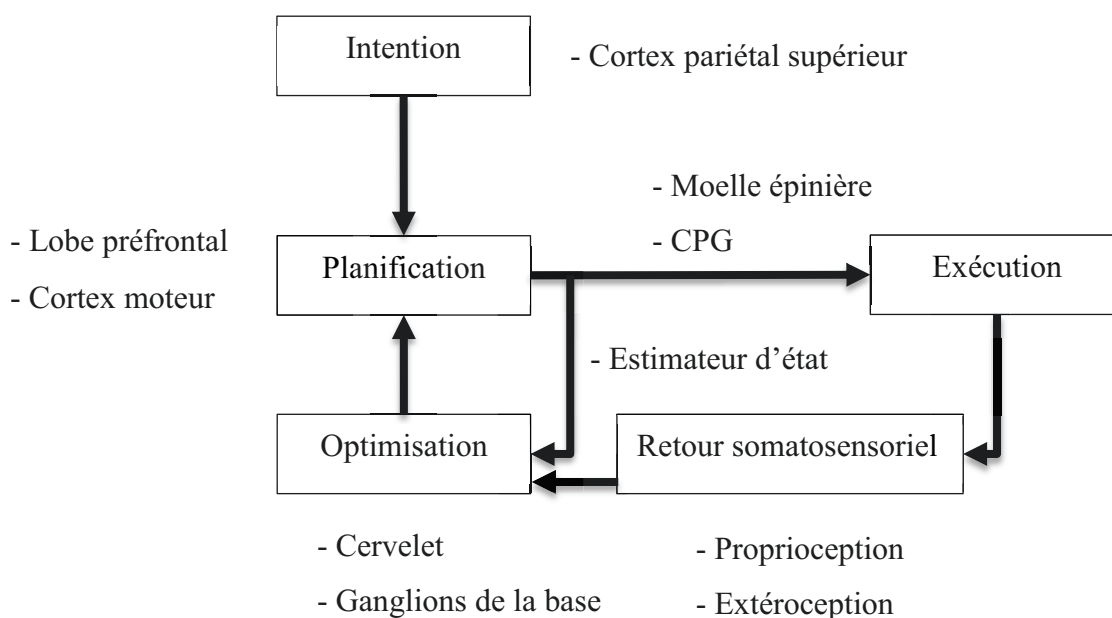 Intention
- Cortex pariétal supérieur
- Moelle épinière
- CPG
- Lobe préfrontal
- Cortex moteur
Planification
Exécution
- Estimateur d’état
Optimisation
Retour somatosensoriel
- Cervelet
- Ganglions de la base
- Proprioception
- Extéroception